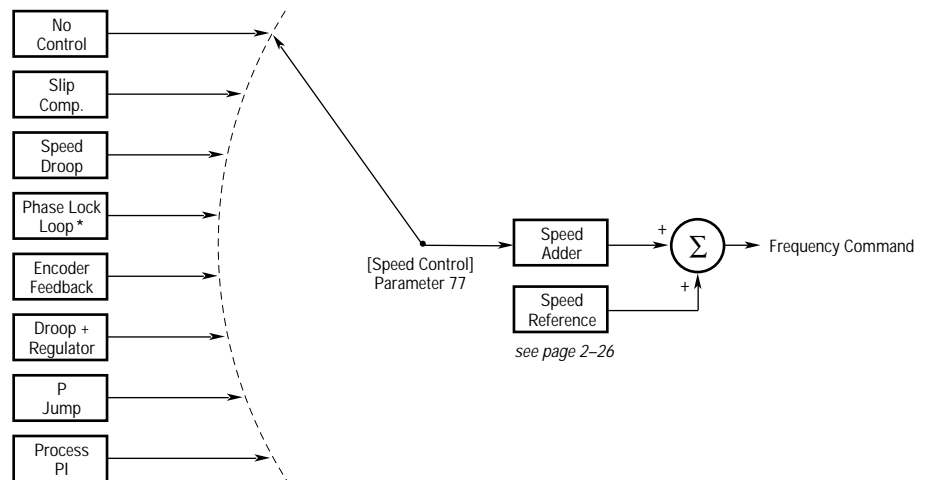 No
Control
Slip
Comp.
Speed
Droop
Phase Lock
Loop *
Encoder
Feedback
Droop +
Regulator
P
Jump
Process
PI
[Speed Control]
Parameter 77
Speed
Adder
+
Σ
+
Frequency Command
Speed
Reference
see page 2–26